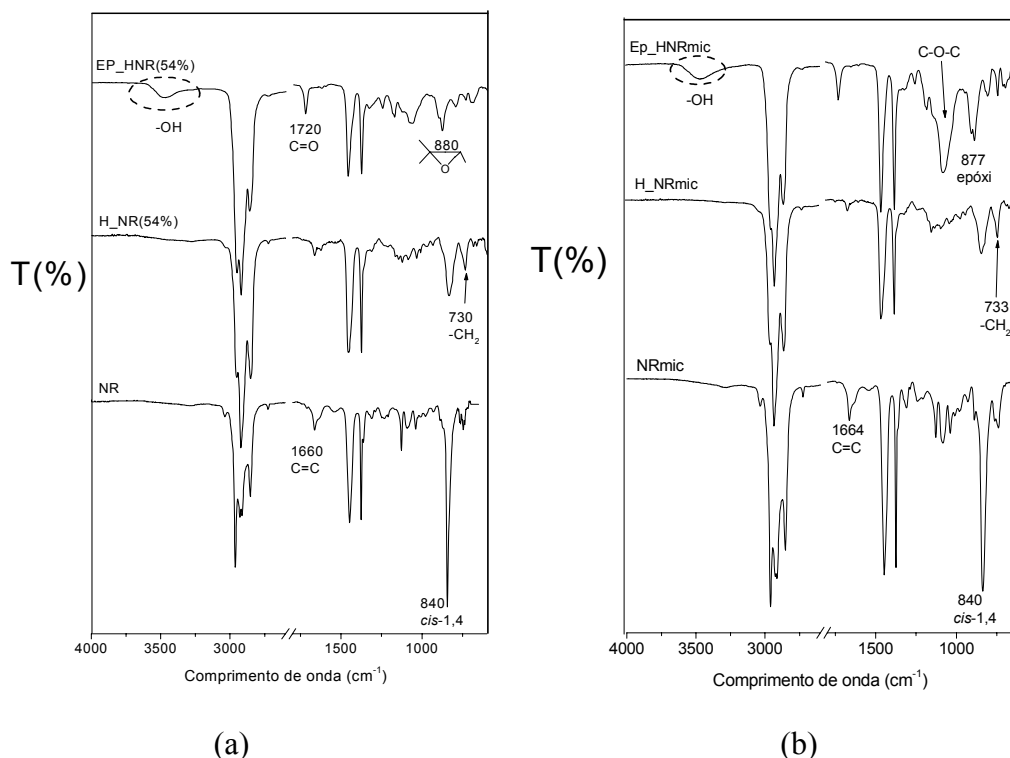 EP_HNR(54%)
-OH
1720
C=O
880
O
H_NR(54%)
T(%)
730
-CH2
NR
1660
C=C
840
cis-1,4
4000 3500 3000 1500 1000
Comprimento de onda (cm-1)
(a)
Ep_HNRmic
C-O-C
-OH
877
epóxi
H_NRmic
T(%)
733
-CH2
NRmic
1664
C=C
840
cis-1,4
4000 3500 3000 1500 1000
Comprimento de onda (cm-1)
(b)